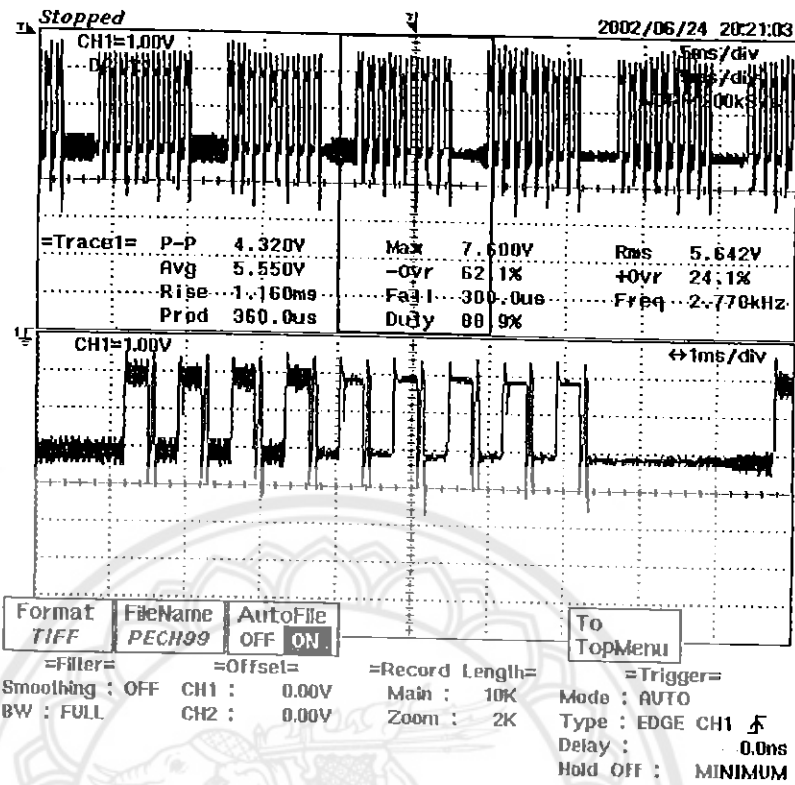 Stopped
2002/06/24 20:21:03
CH1=1.00V
5ms/div
=Trace1= P-P 4.320V Max 7.600V Rms 5.642V
Avg 5.550V -Ovr 62.1% +Ovr 24.1%
Rise 1.160ms Fall 300.0us Freq 2.770kHz
Prod 360.0us Duty 88.9%
CH1=1.00V
↔1ms/div
Format FileName AutoFile To
TIFF PECH99 OFF ON TopMenu
=Filter= =Offset= =Record Length= =Trigger=
Smoothing : OFF CH1 : 0.00V Main : 10K Mode : AUTO
BW : FULL CH2 : 0.00V Zoom : 2K Type : EDGE CH1
Delay : 0.0ns
Hold Off : MINIMUM